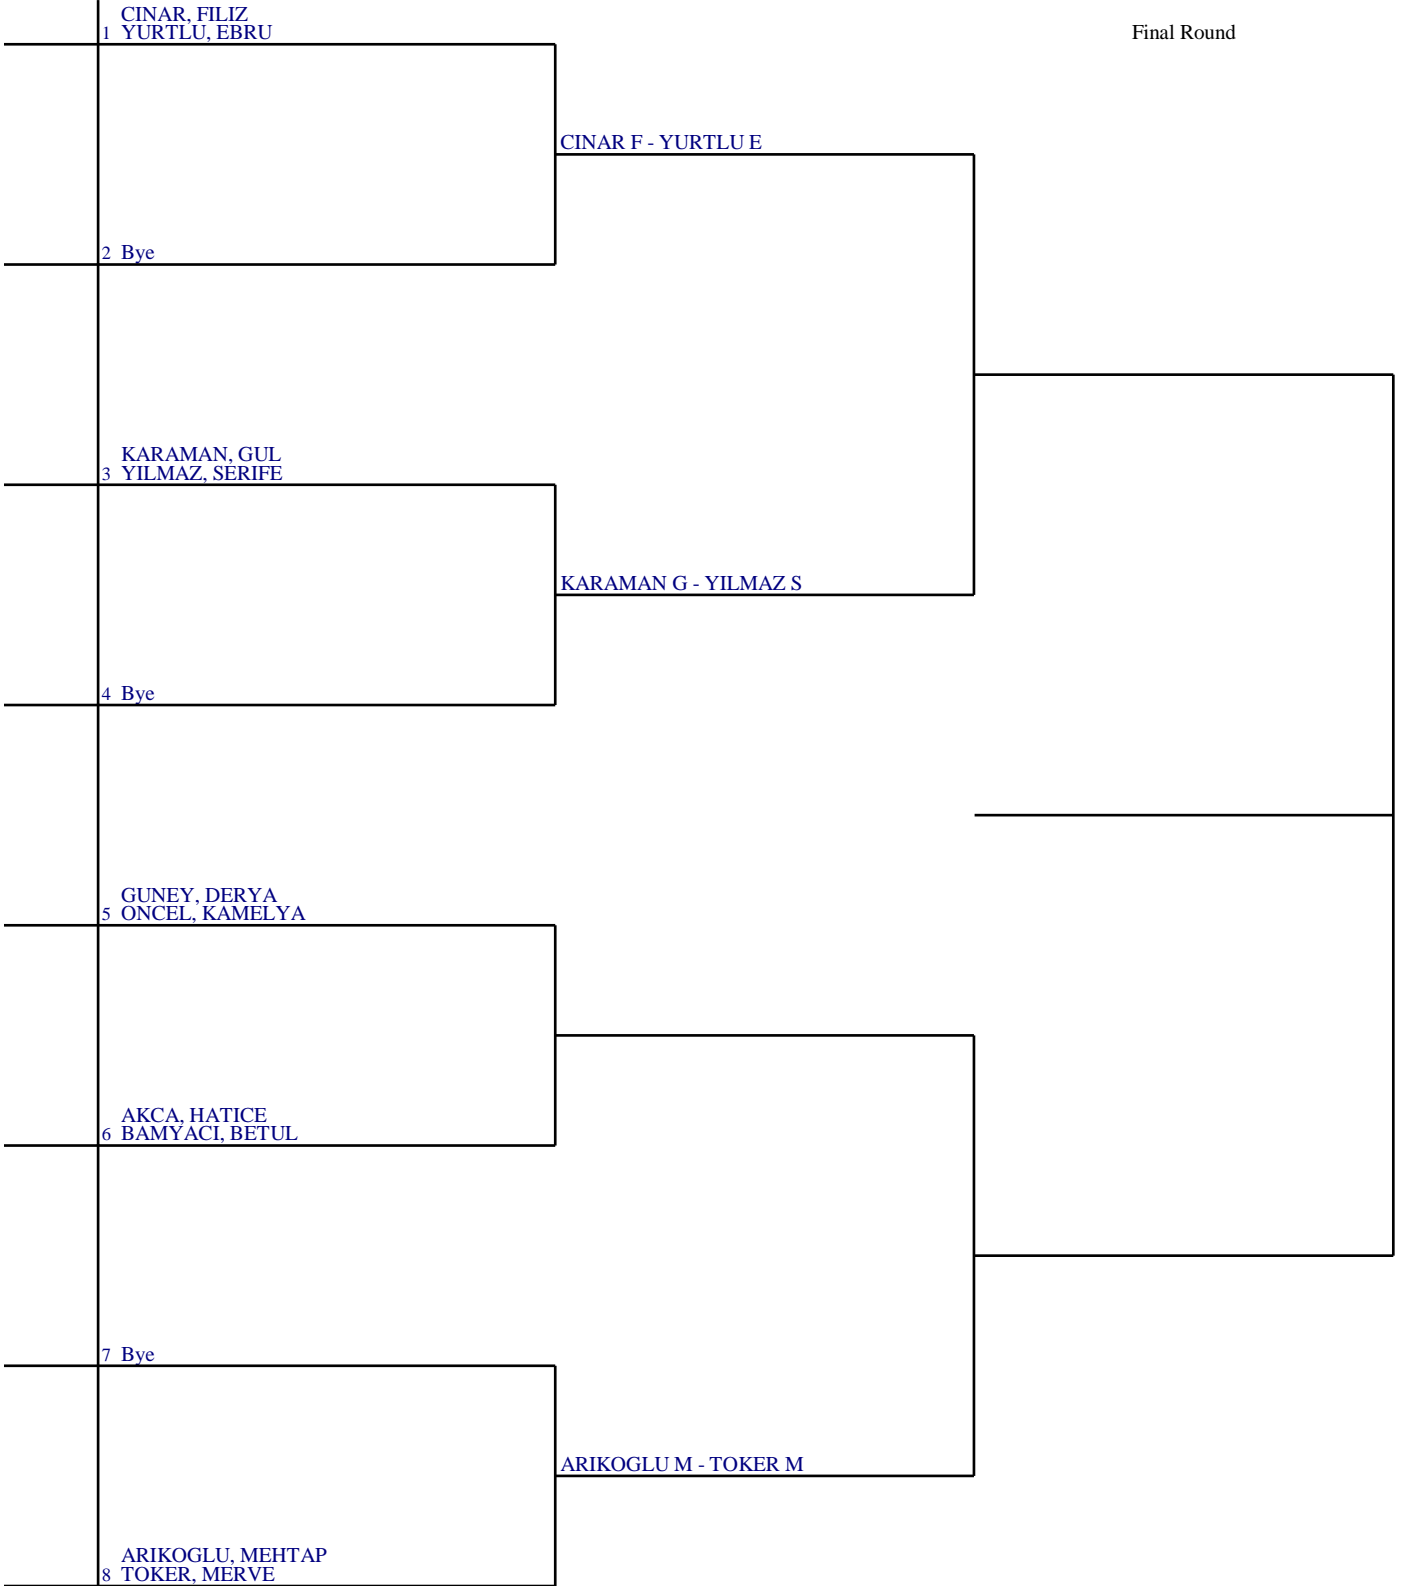 CINAR, FILIZ
1 YURTLU, EBRU
Final Round
CINAR F - YURTLU E
2 Bye
KARAMAN, GUL
3 YILMAZ, SERIFE
KARAMAN G - YILMAZ S
4 Bye
GUNEY, DERYA
5 ONCEL, KAMELYA
AKCA, HATICE
6 BAMYACI, BETUL
7 Bye
ARIKOGLU M - TOKER M
ARIKOGLU, MEHTAP
8 TOKER, MERVE